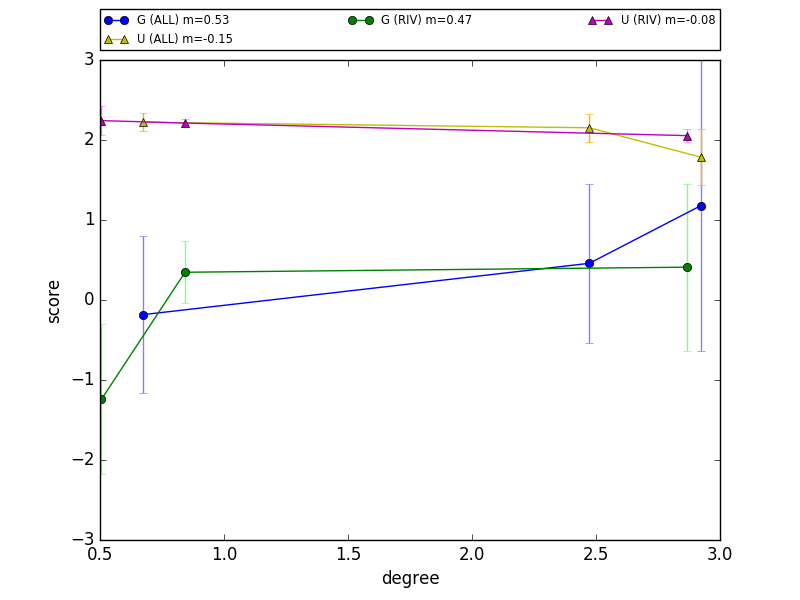 G (ALL) m=0.53 G (RIV) m=0.47 U (RIV) m=-0.08
U (ALL) m=-0.15
3
2
1
0
−1
−2
−3
score
0.5 1.0 1.5 2.0 2.5 3.0
degree